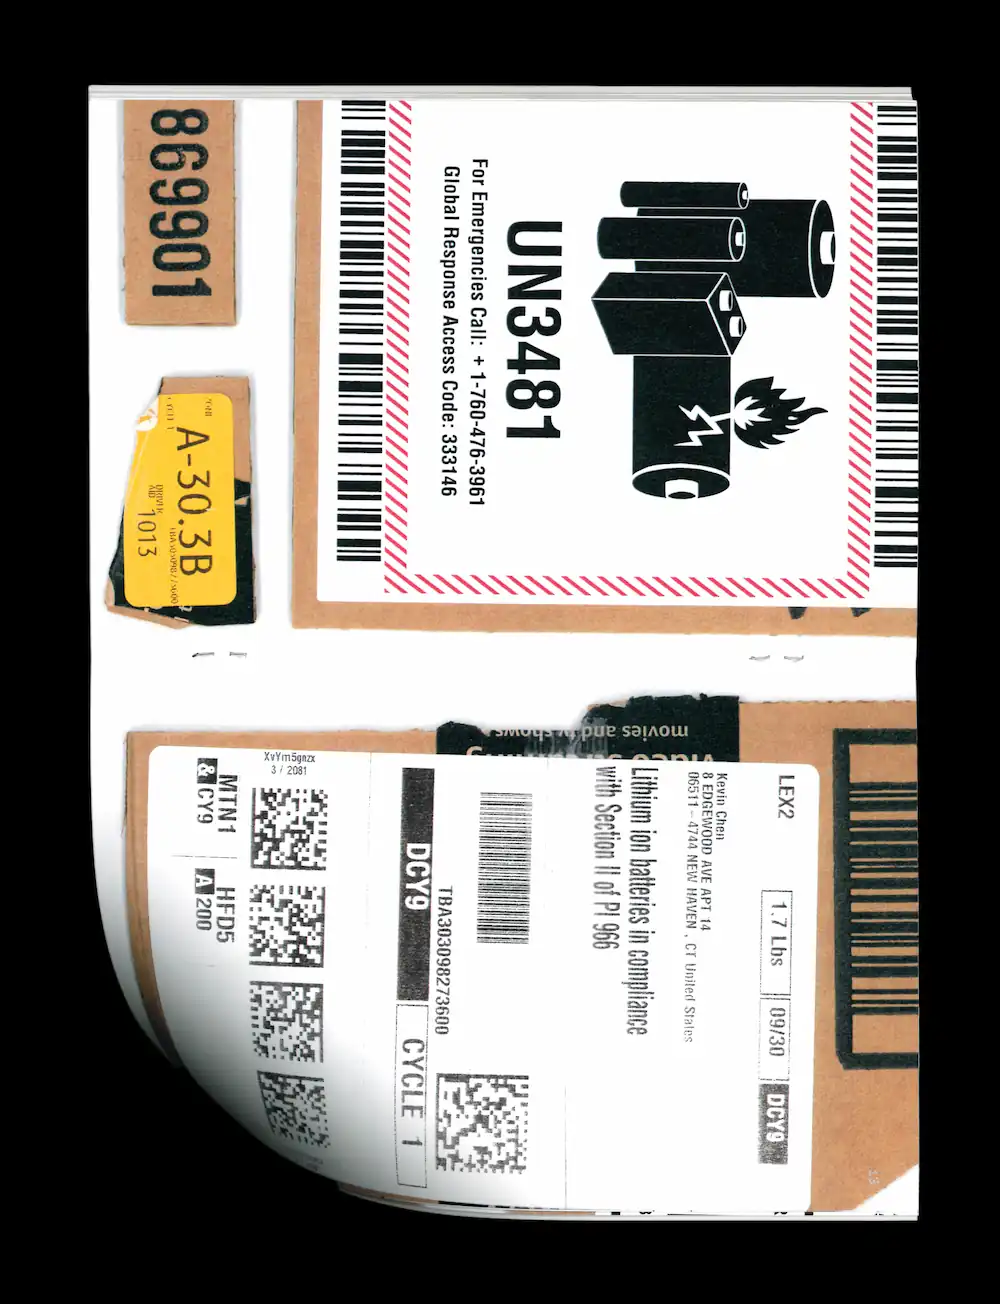 869901
UN3481
For Emergencies Call: + 1-760-476-3961
Global Response Access Code: 333146
A-30.3B
1013
movies and tv shows
LEX2
1.7 Lbs
09/30
DCY9
Kevin Chen
8 EDGEWOOD AVE APT 14
06511 - 4744 NEW HAVEN , CT United States
Lithium ion batteries in compliance
with Section II of PI 966
TBA303098273600
DCY9
CYCLE 1
XvYm5gnzx
3 / 2081
MTN1
& CY9
HFD5
A 200